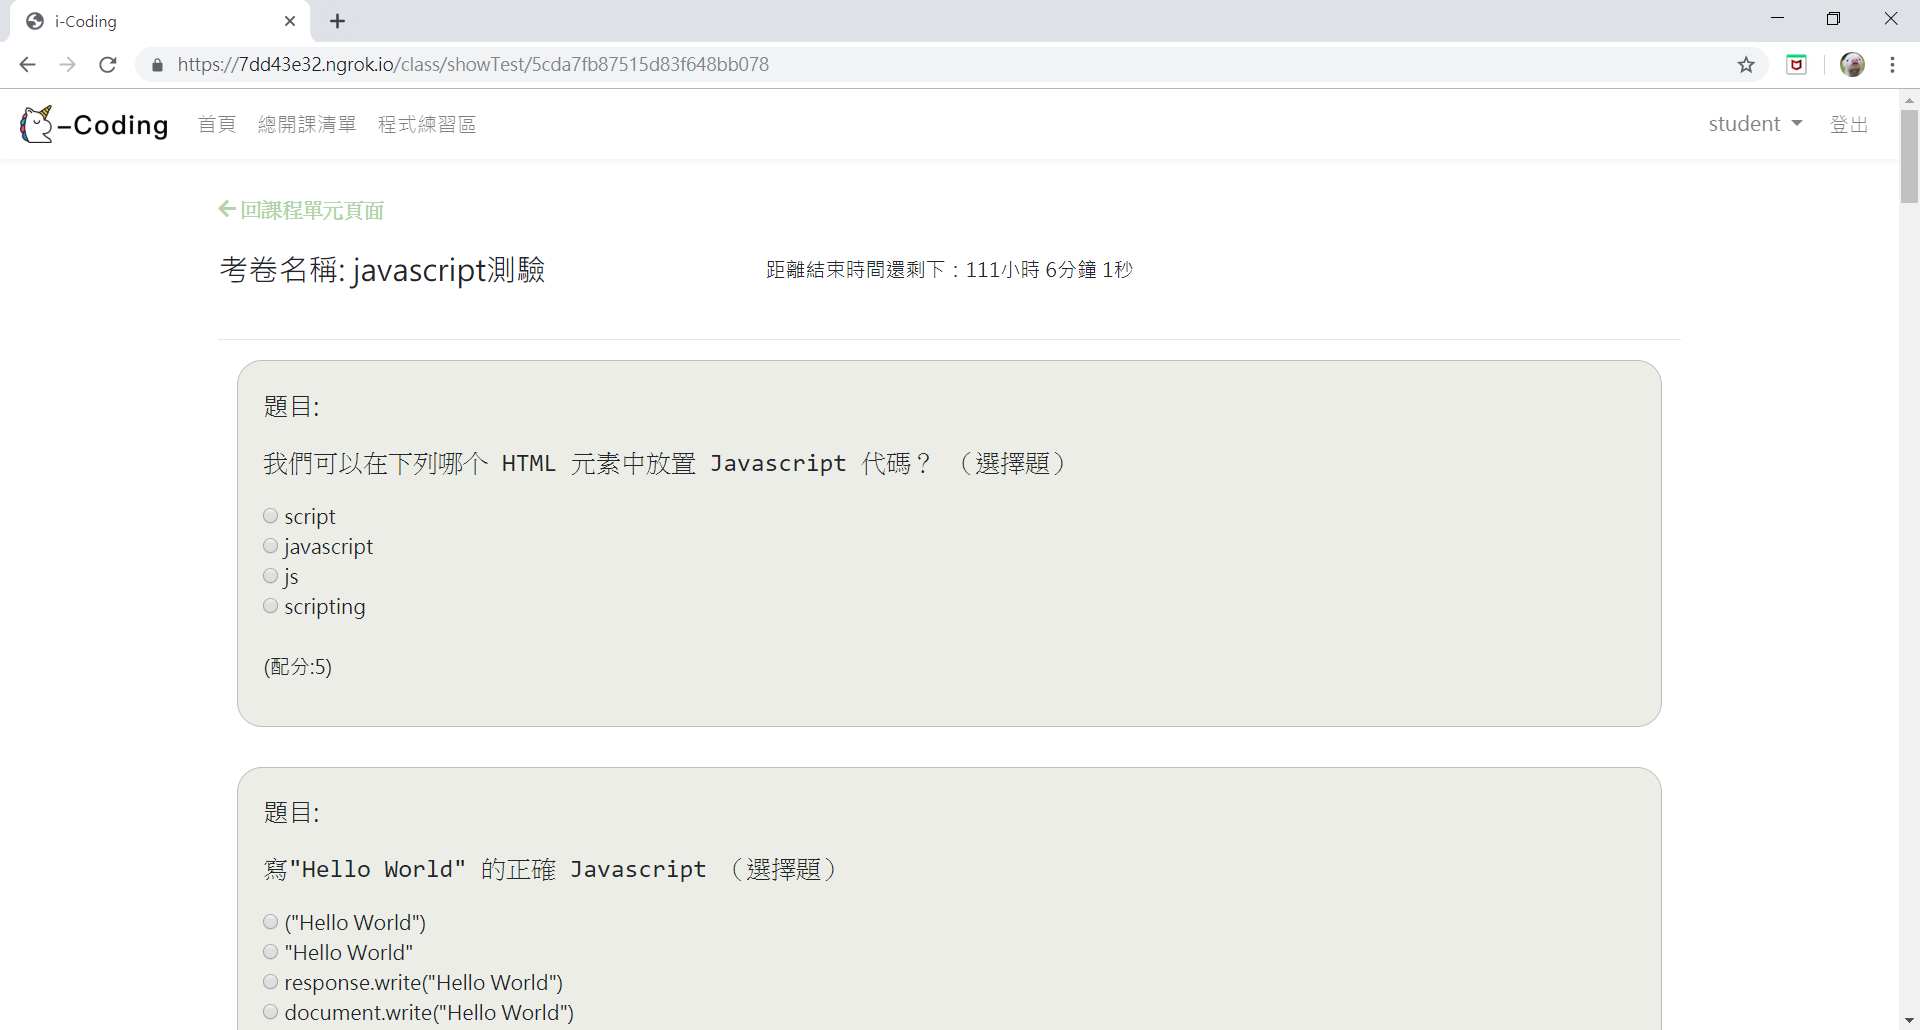 i-Coding
https://7dd43e32.ngrok.io/class/showTest/5cda7fb87515d83f648bb078
-Coding 首頁 總開課清單 程式練習區 student 登出
回課程單元頁面
考卷名稱: javascript測驗 距離結束時間還剩下：111小時 6分鐘 1秒
題目:
我們可以在下列哪个 HTML 元素中放置 Javascript 代碼？ （選擇題）
script
javascript
js
scripting
(配分:5)
題目:
寫"Hello World" 的正確 Javascript （選擇題）
("Hello World")
"Hello World"
response.write("Hello World")
document.write("Hello World")